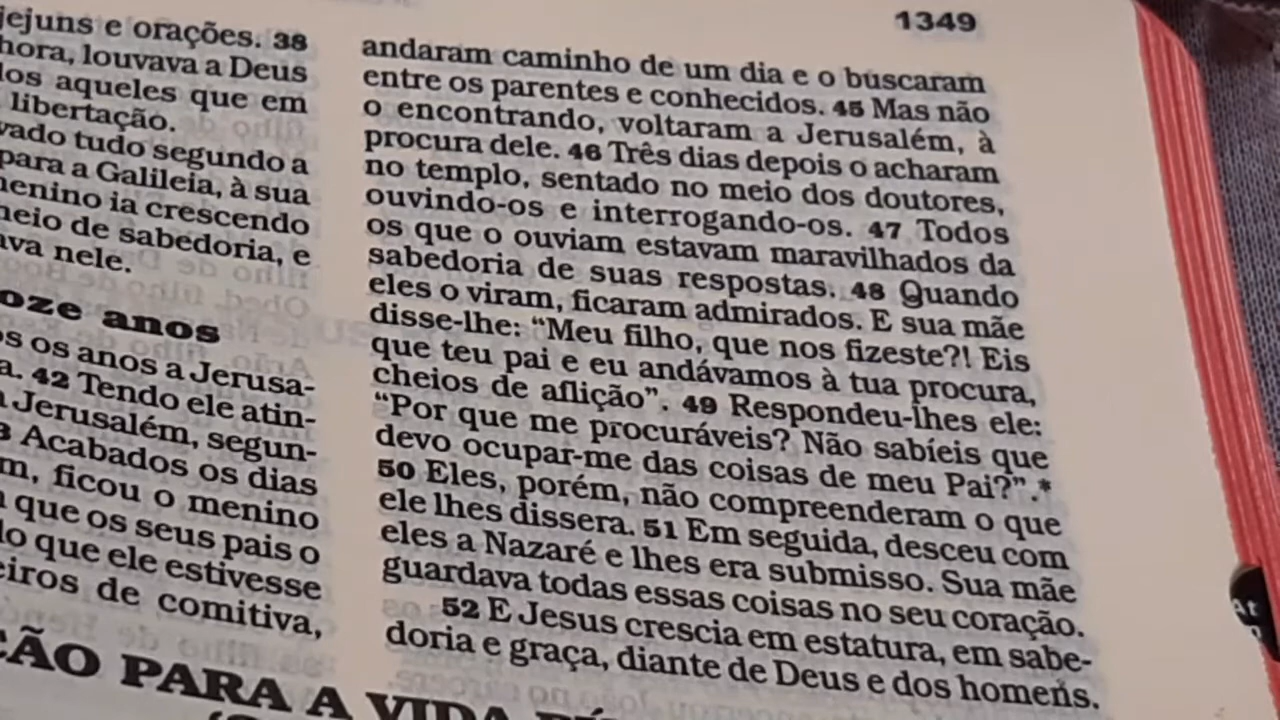 1349
jejuns e orações. 38
hora, louvava a Deus
los aqueles que em
libertação.
vado tudo segundo a
para a Galileia, à sua
menino ia crescendo
meio de sabedoria, e
ava nele.
oze anos
os os anos a Jerusa-
a. 42 Tendo ele atin-
a Jerusalém, segun-
3 Acabados os dias
m, ficou o menino
que os seus pais o
do que ele estivesse
eiros de comitiva,
andaram caminho de um dia e o buscaram
entre os parentes e conhecidos. 45 Mas não
o encontrando, voltaram a Jerusalém, à
procura dele. 46 Três dias depois o acharam
no templo, sentado no meio dos doutores,
ouvindo-os e interrogando-os. 47 Todos
os que o ouviam estavam maravilhados da
sabedoria de suas respostas. 48 Quando
eles o viram, ficaram admirados. E sua mãe
disse-lhe: “Meu filho, que nos fizeste?! Eis
que teu pai e eu andávamos à tua procura,
cheios de aflição”. 49 Respondeu-lhes ele:
“Por que me procuráveis? Não sabíeis que
devo ocupar-me das coisas de meu Pai?”.*
50 Eles, porém, não compreenderam o que
ele lhes dissera. 51 Em seguida, desceu com
eles a Nazaré e lhes era submisso. Sua mãe
guardava todas essas coisas no seu coração.
52 E Jesus crescia em estatura, em sabe-
doria e graça, diante de Deus e dos homens.
ÇÃO PARA A VIDA
At